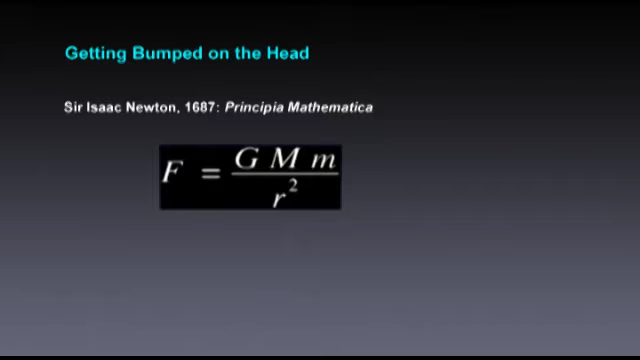 Getting Bumped on the Head
Sir Isaac Newton, 1687: Principia Mathematica
F = G M m / r²